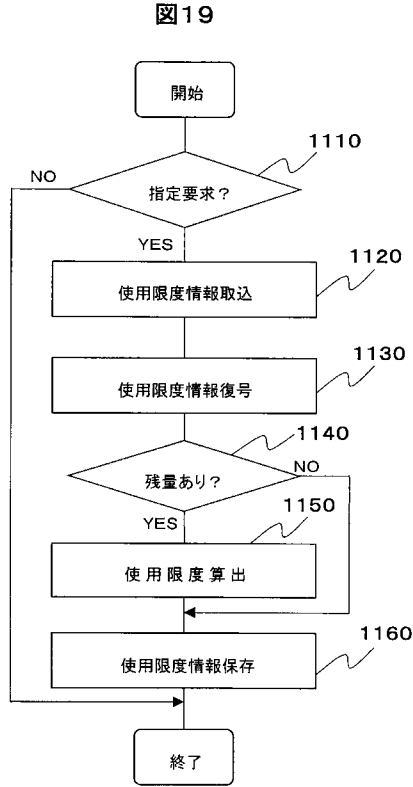 図19
開始
1110
指定要求？
NO
YES
1120
使用限度情報取込
1130
使用限度情報復号
1140
残量あり？
NO
YES
1150
使用限度算出
1160
使用限度情報保存
終了